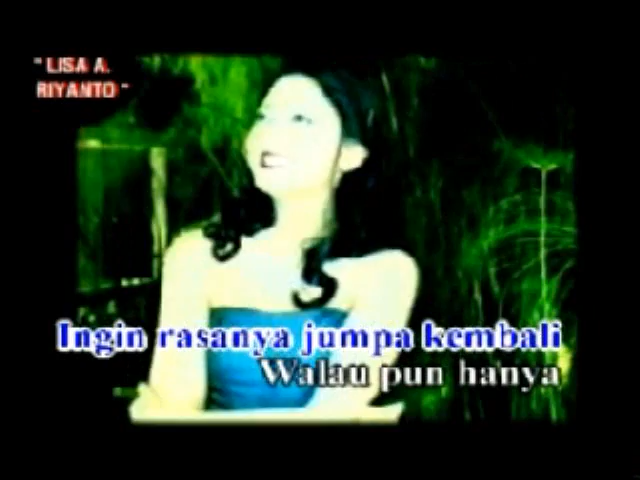 " LISA A.
RIYANTO "
Ingin rasanya jumpa kembali
Walau pun hanya